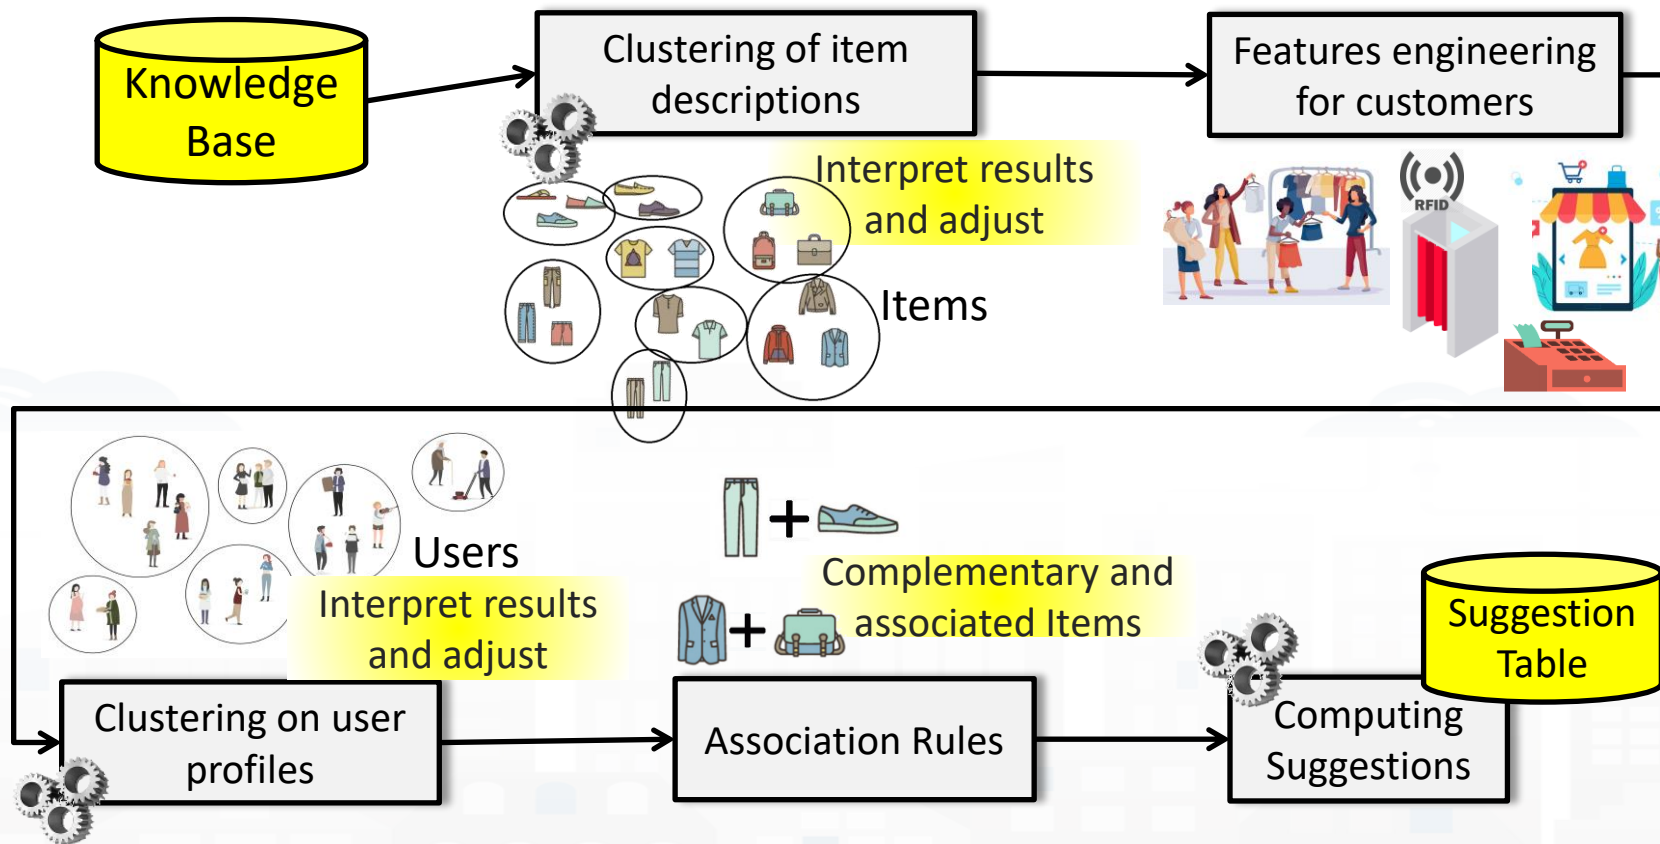 Knowledge
Base
Clustering of item
descriptions
Features engineering
for customers
Interpret results
and adjust
RFID
Items
Users
Interpret results
and adjust
Complementary and
associated Items
Suggestion
Table
Clustering on user
profiles
Association Rules
Computing
Suggestions